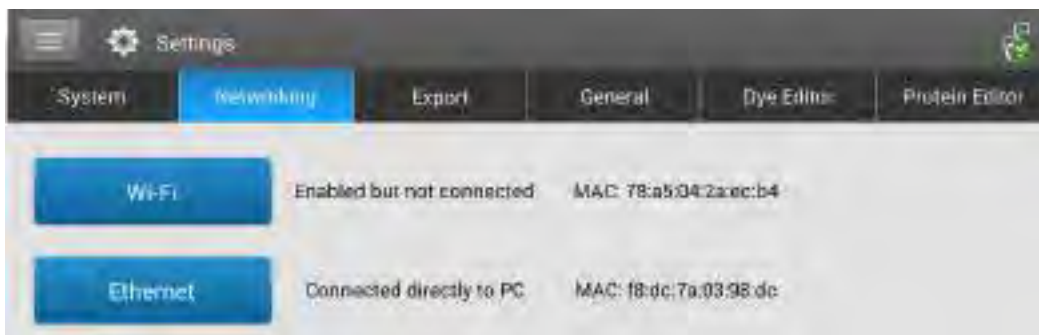 Settings
System Networking Export General Dye Editor Protein Editor
Wi-Fi Enabled but not connected MAC: 78:a5:04:2a:ec:b4
Ethernet Connected directly to PC MAC: f8:dc:7a:03:98:dc